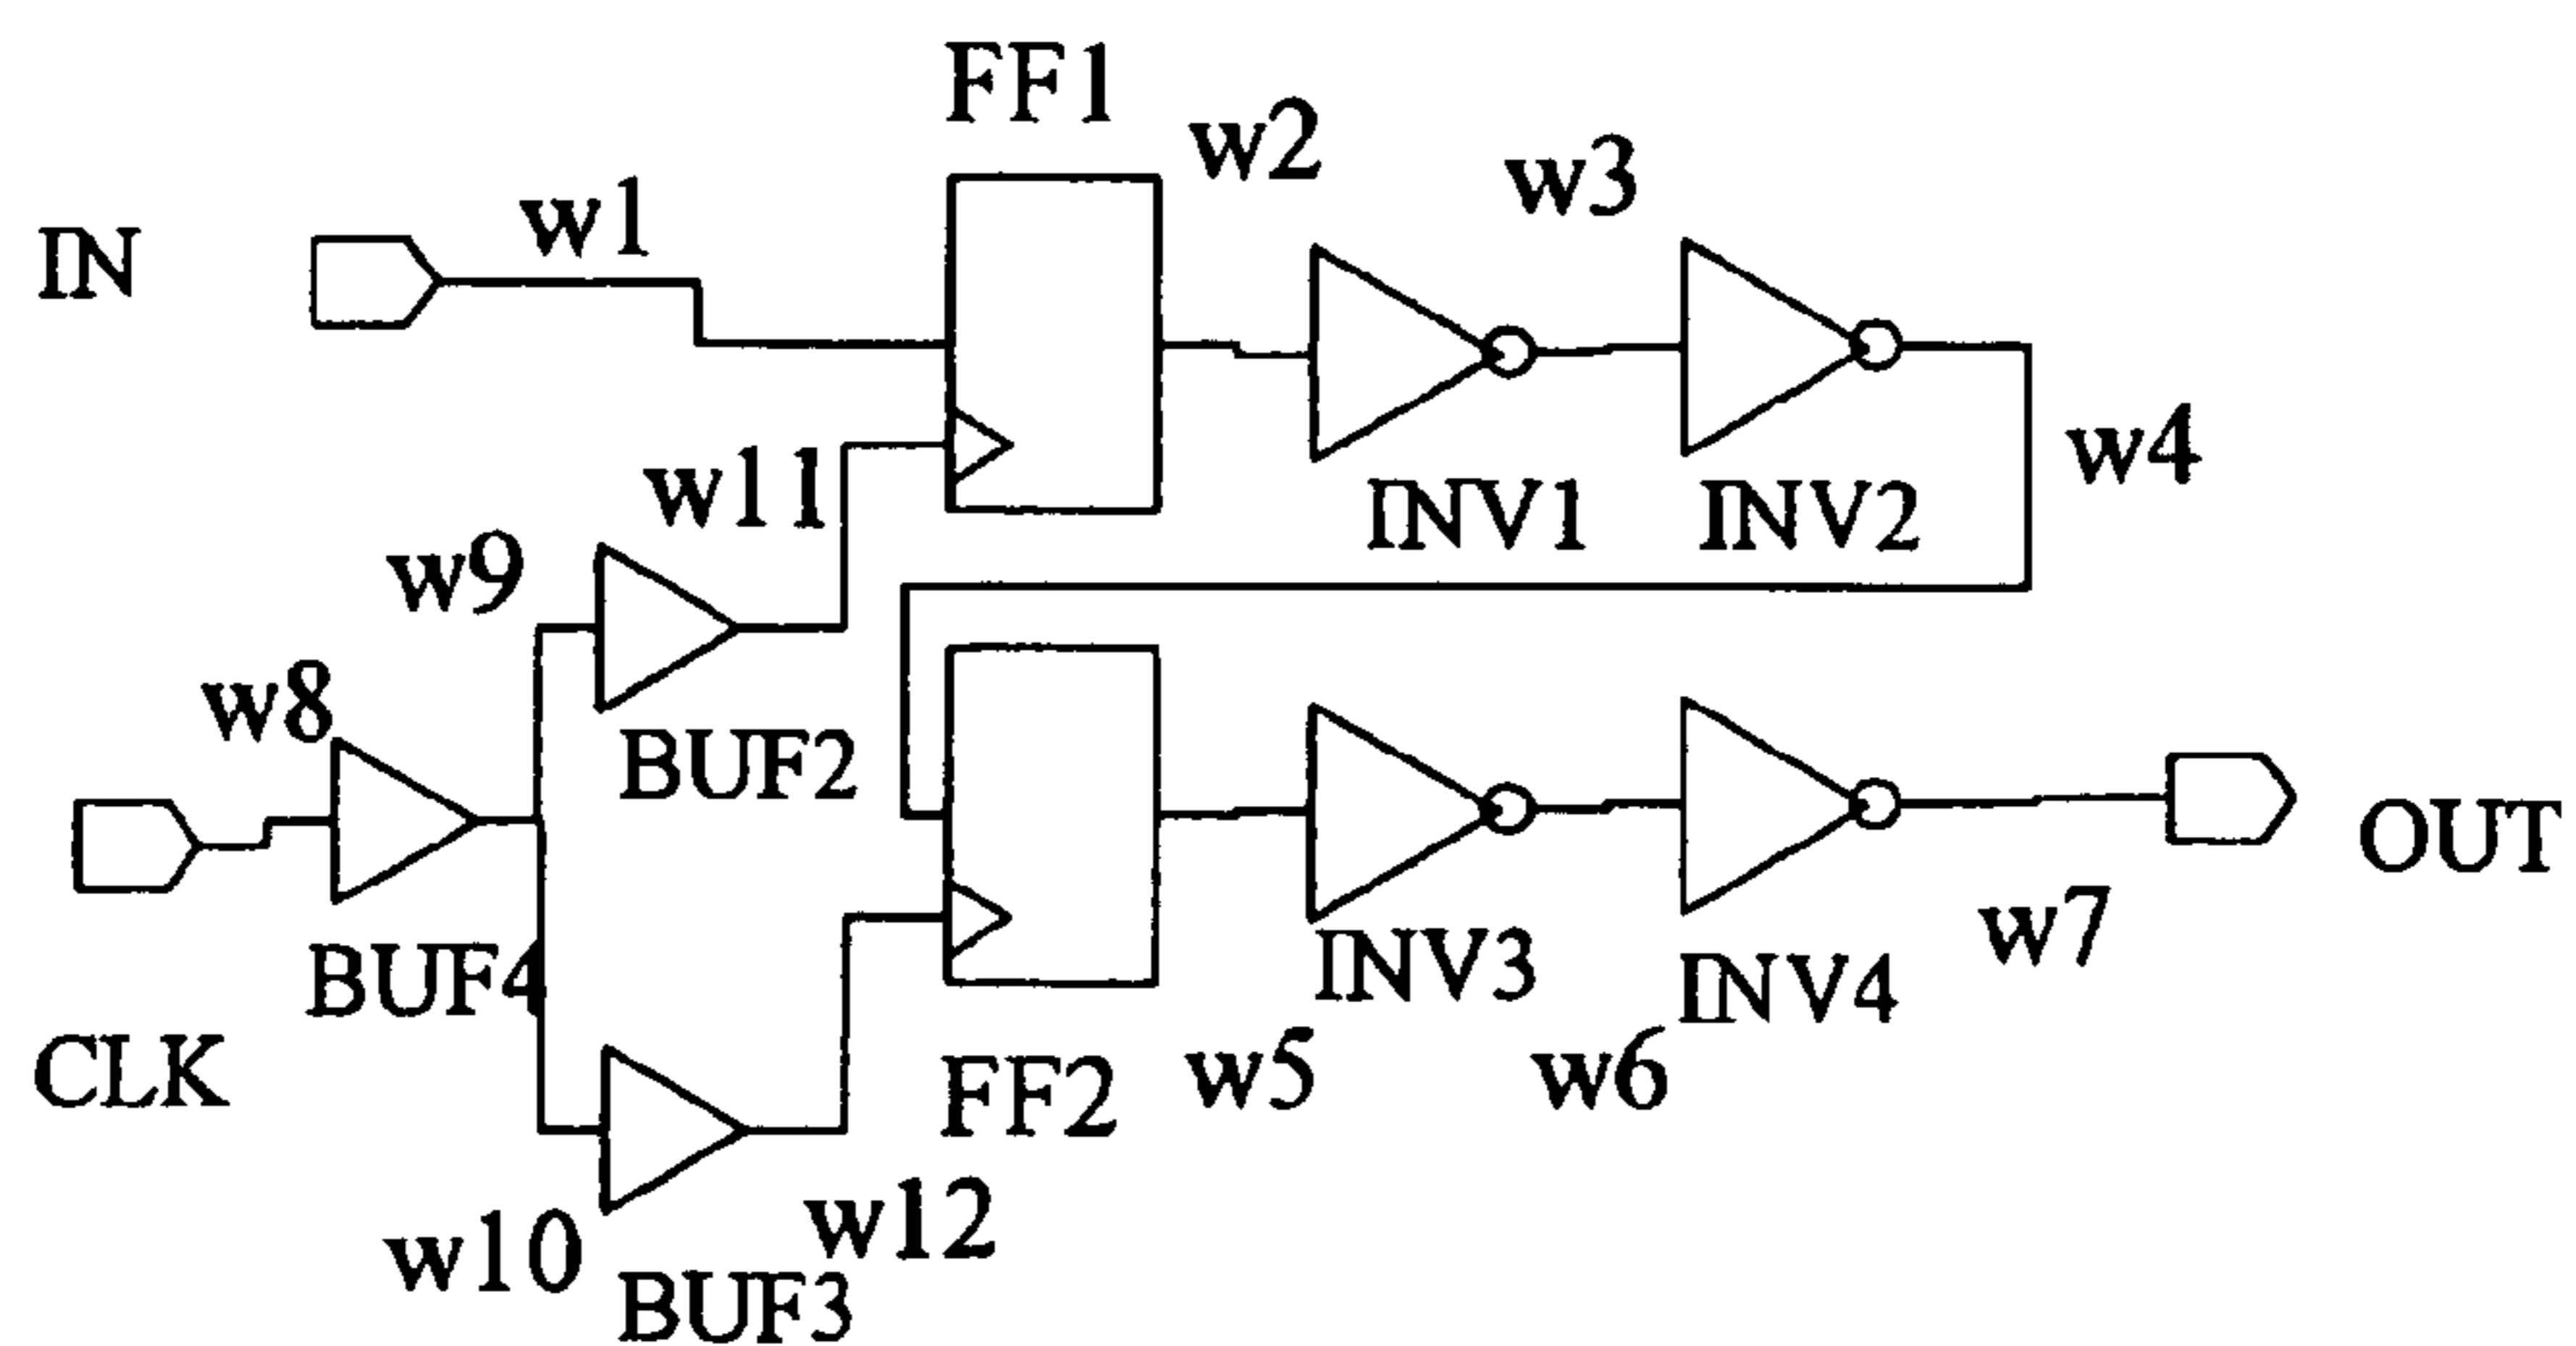 FF1
w2
w3
w1
IN
w4
w11
INV1
INV2
w9
w8
BUF2
OUT
w7
BUF4
INV3
INV4
CLK
FF2
w5
w6
w10
w12
BUF3